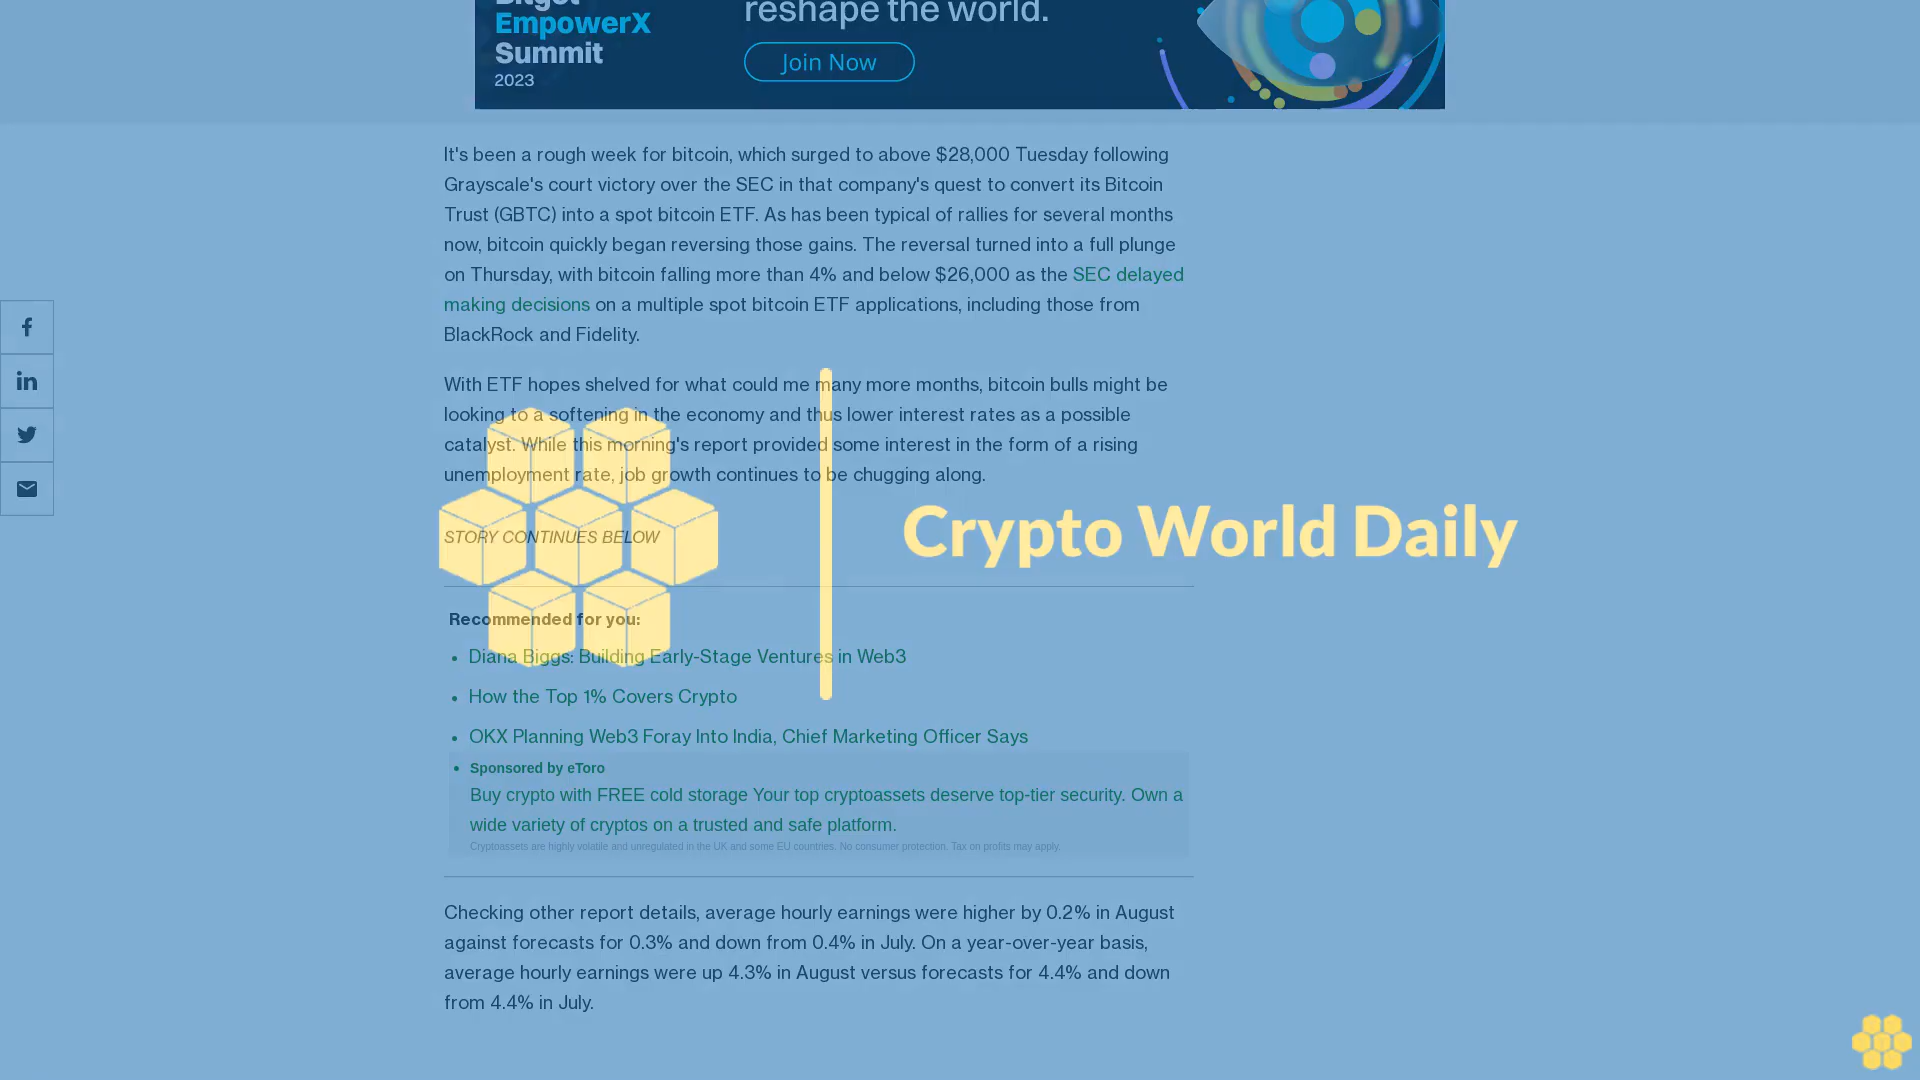 Bitget
EmpowerX
Summit
2023
reshape the world.
Join Now
It's been a rough week for bitcoin, which surged to above $28,000 Tuesday following
Grayscale's court victory over the SEC in that company's quest to convert its Bitcoin
Trust (GBTC) into a spot bitcoin ETF. As has been typical of rallies for several months
now, bitcoin quickly began reversing those gains. The reversal turned into a full plunge
on Thursday, with bitcoin falling more than 4% and below $26,000 as the SEC delayed
making decisions on a multiple spot bitcoin ETF applications, including those from
BlackRock and Fidelity.
With ETF hopes shelved for what could me many more months, bitcoin bulls might be
looking to a softening in the economy and thus lower interest rates as a possible
catalyst. While this morning's report provided some interest in the form of a rising
unemployment rate, job growth continues to be chugging along.
STORY CONTINUES BELOW
Crypto World Daily
Recommended for you:
• Diana Biggs: Building Early-Stage Ventures in Web3
• How the Top 1% Covers Crypto
• OKX Planning Web3 Foray Into India, Chief Marketing Officer Says
• Sponsored by eToro
Buy crypto with FREE cold storage Your top cryptoassets deserve top-tier security. Own a
wide variety of cryptos on a trusted and safe platform.
Cryptoassets are highly volatile and unregulated in the UK and some EU countries. No consumer protection. Tax on profits may apply.
Checking other report details, average hourly earnings were higher by 0.2% in August
against forecasts for 0.3% and down from 0.4% in July. On a year-over-year basis,
average hourly earnings were up 4.3% in August versus forecasts for 4.4% and down
from 4.4% in July.